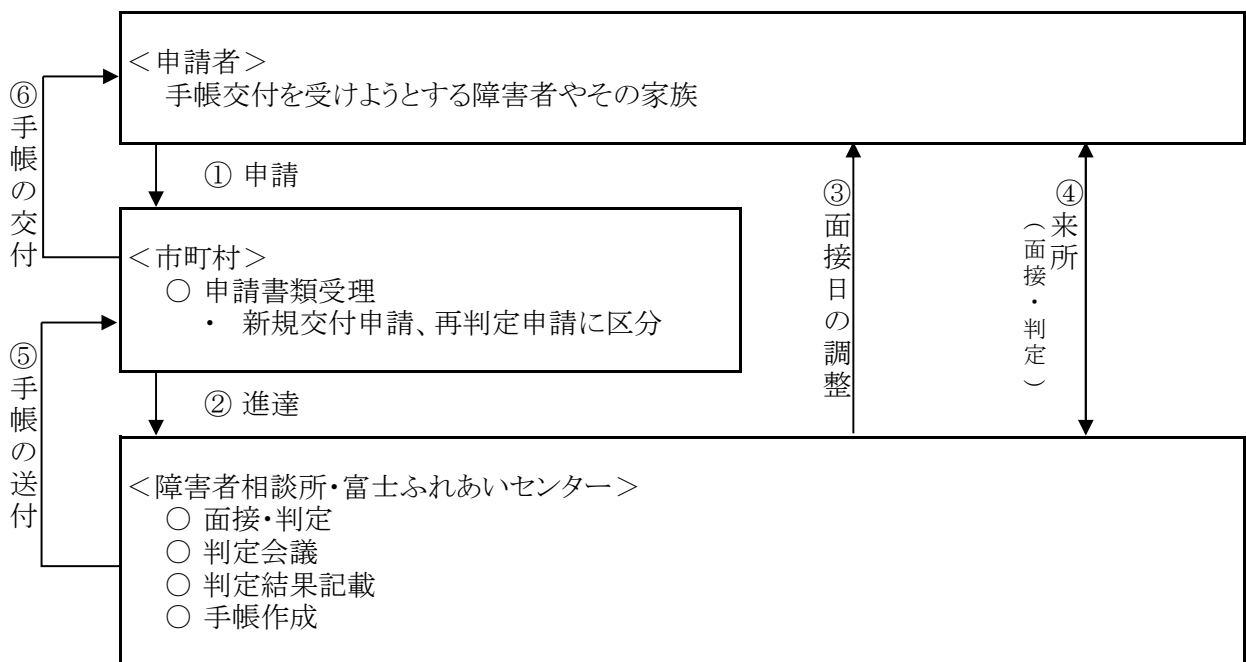 ＜申請者＞
手帳交付を受けようとする障害者やその家族
① 申請
＜市町村＞
○ 申請書類受理
・ 新規交付申請、再判定申請に区分
② 進達
③面接日の調整
④来所
（面接・判定）
＜障害者相談所・富士ふれあいセンター＞
○ 面接・判定
○ 判定会議
○ 判定結果記載
○ 手帳作成
⑤手帳の送付
⑥手帳の交付